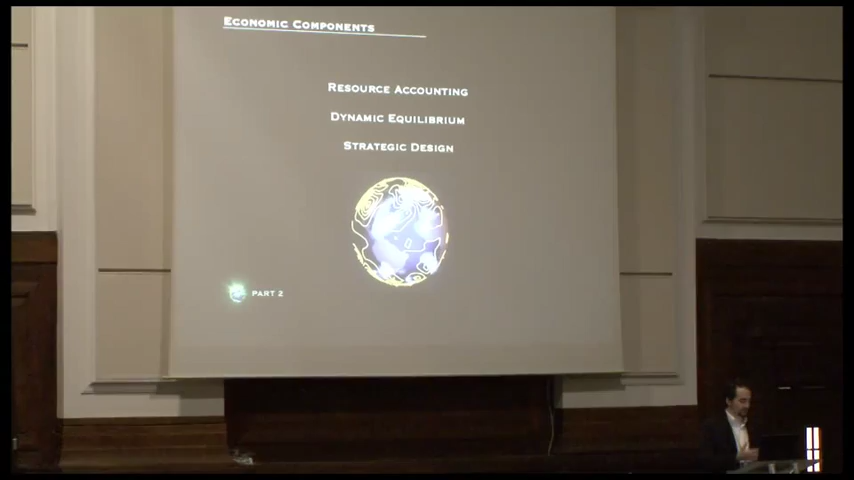 Economic Components
Resource Accounting
Dynamic Equilibrium
Strategic Design
PART 2